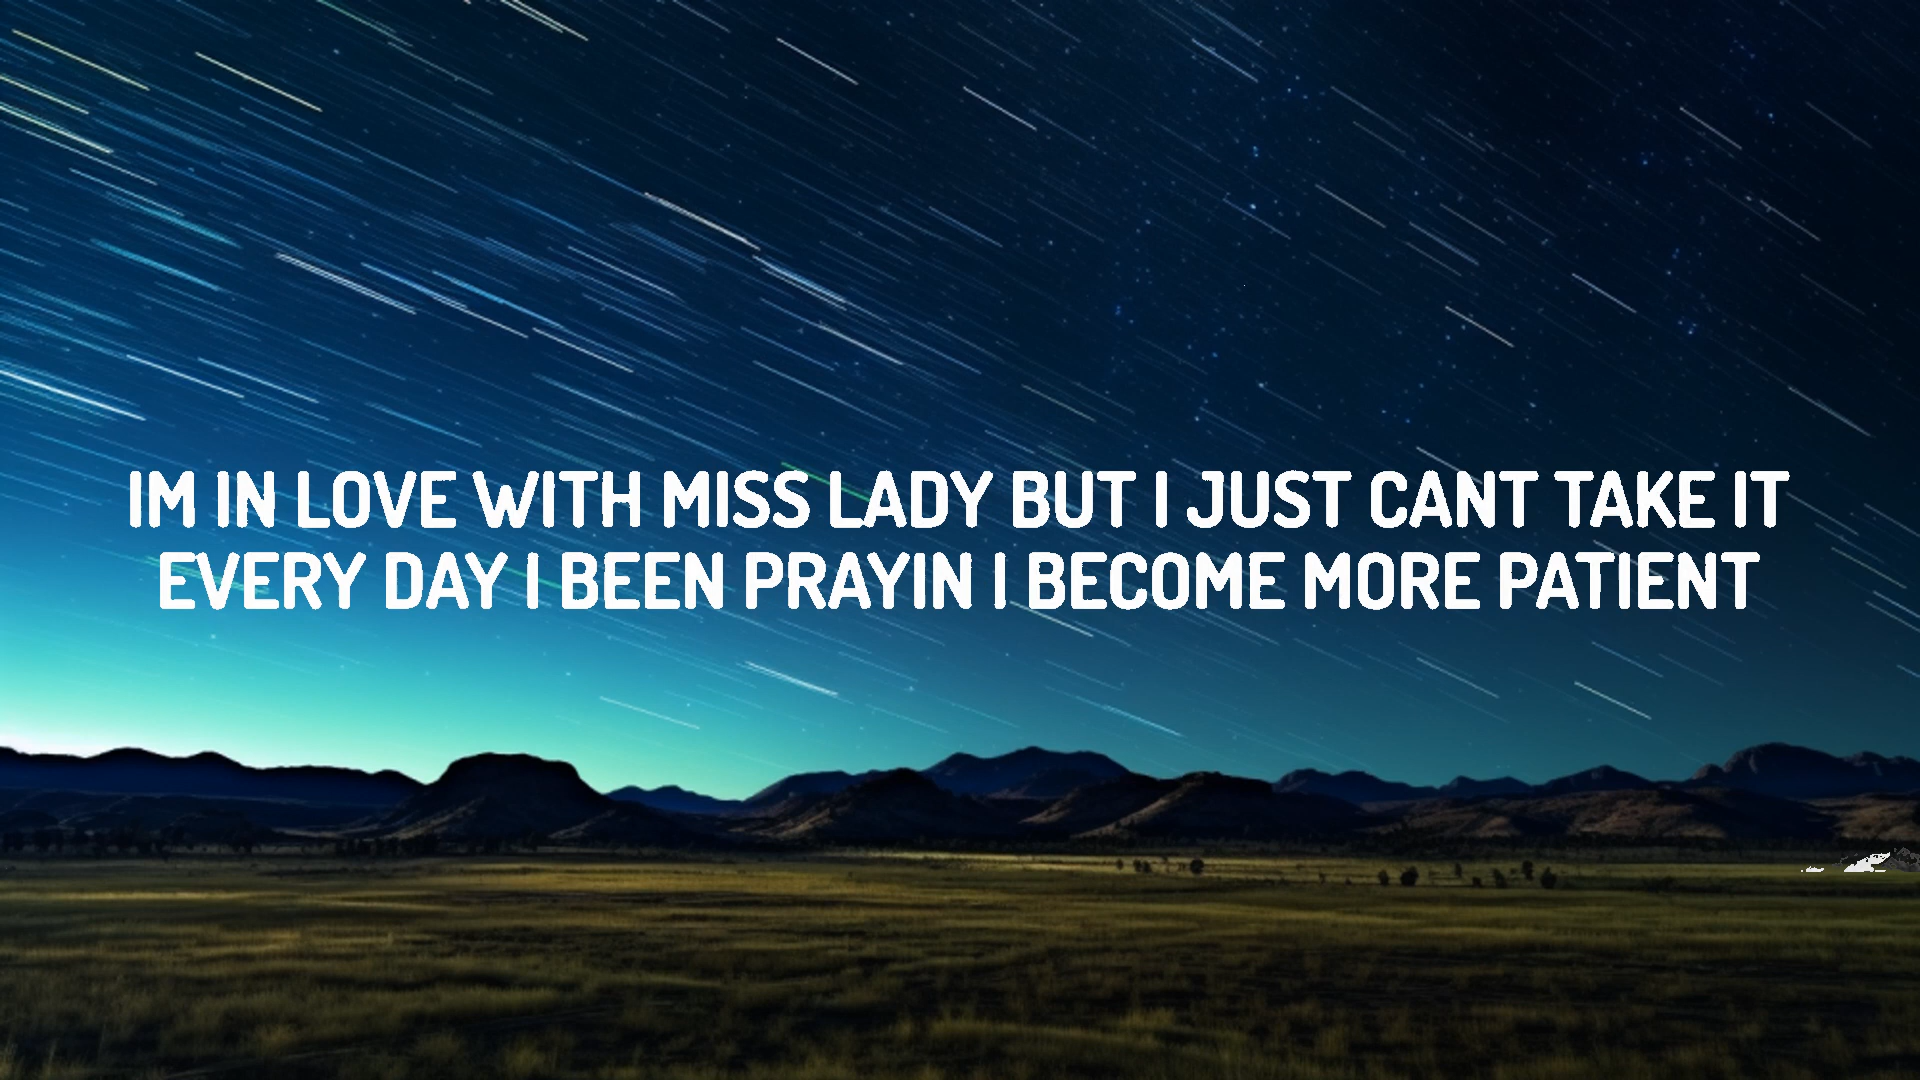 IM IN LOVE WITH MISS LADY BUT I JUST CANT TAKE IT
EVERY DAY I BEEN PRAYIN I BECOME MORE PATIENT